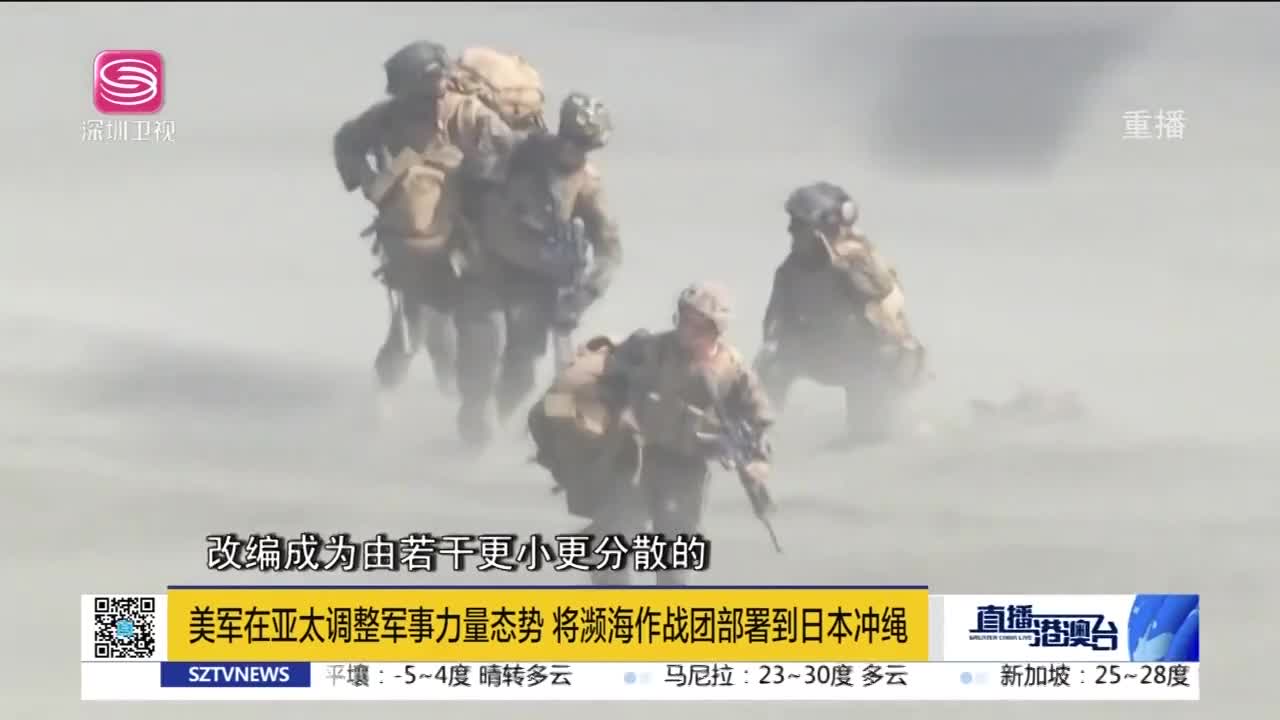 深圳卫视
重播
改编成为由若干更小更分散的
美军在亚太调整军事力量态势 将濒海作战团部署到日本冲绳
直播港澳台
GREATER CHINA LIVE
SZTVNEWS
平壤：-5~4度 晴转多云
马尼拉：23~30度 多云
新加坡：25~28度